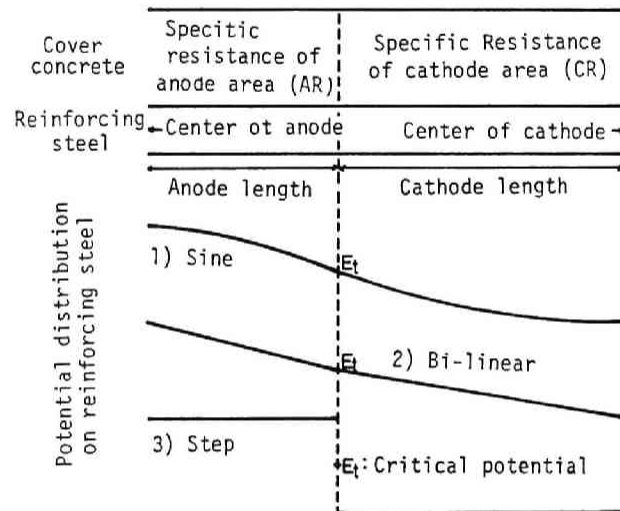 Cover
concrete
Specitic
resistance of
anode area (AR)
Specific Resistance
of cathode area (CR)
Reinforcing
steel
Center ot anode
Center of cathode
Anode length
Cathode length
Potential distribution
on reinforcing steel
1) Sine
Et
Et
2) Bi-linear
3) Step
Et: Critical potential